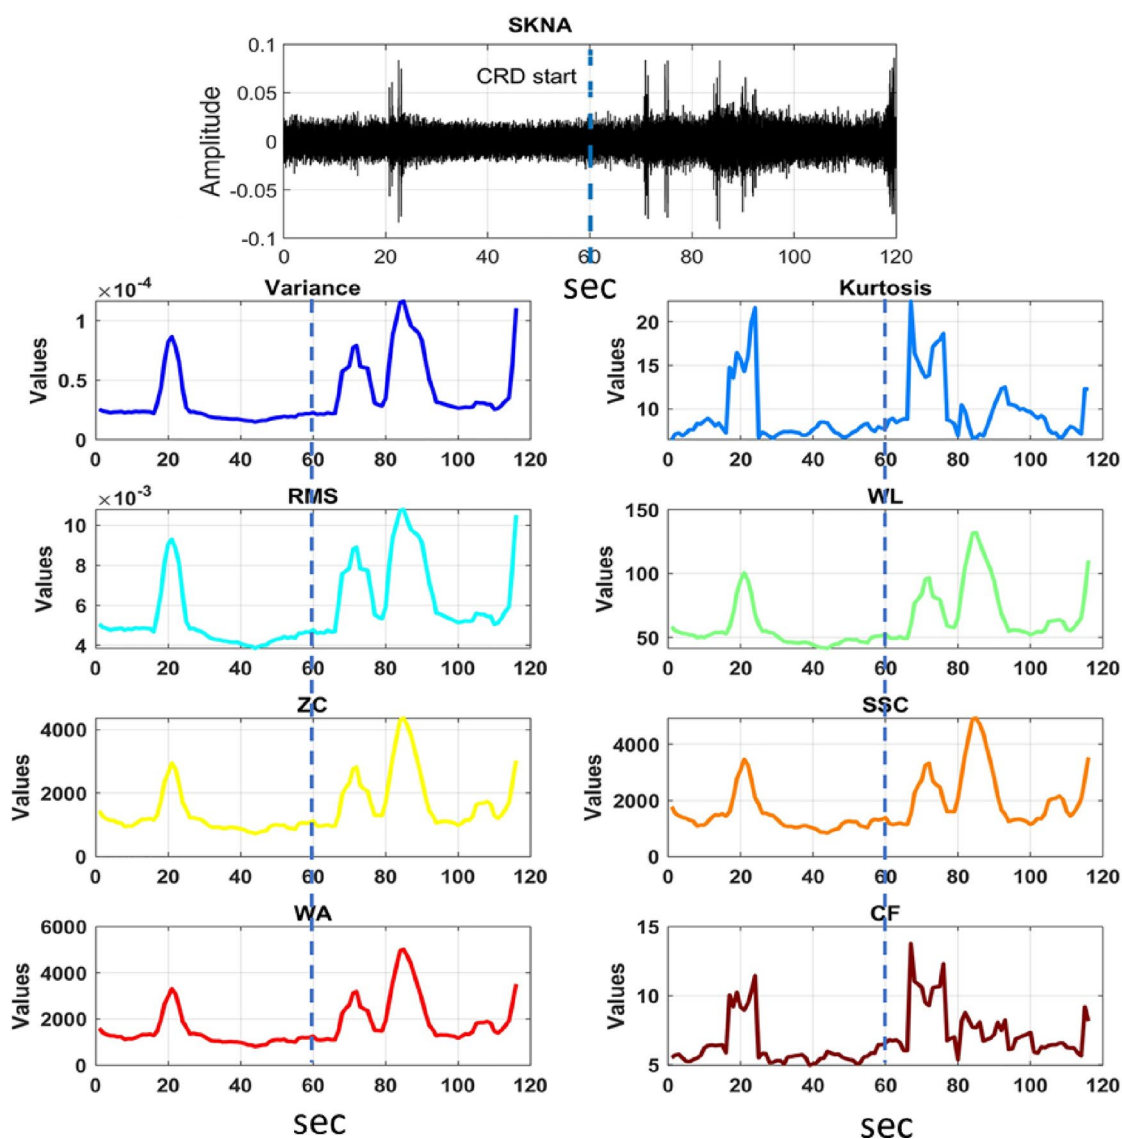 SKNA
0.1
0.05
0
-0.05
-0.1
Amplitude
CRD start
0 20 40 60 80 100 120
sec
×10⁻⁴
Variance
Kurtosis
1
0.5
0
Values
20
15
10
Values
0 20 40 60 80 100 120
0 20 40 60 80 100 120
×10⁻³
RMS
WL
10
8
6
4
Values
150
100
50
Values
0 20 40 60 80 100 120
0 20 40 60 80 100 120
ZC
SSC
4000
2000
0
Values
4000
2000
0
Values
0 20 40 60 80 100 120
0 20 40 60 80 100 120
WA
CF
6000
4000
2000
0
Values
15
10
5
Values
0 20 40 60 80 100 120
0 20 40 60 80 100 120
sec
sec